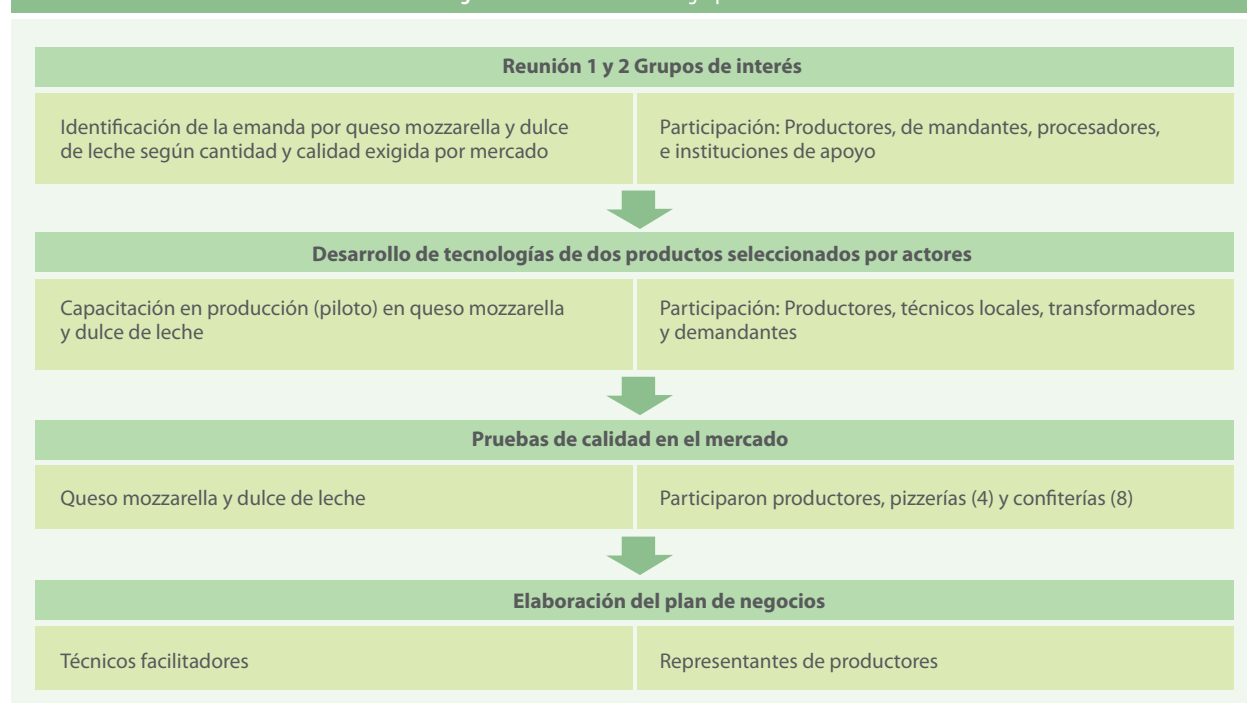 Reunión 1 y 2 Grupos de interés
Identificación de la emanda por queso mozzarella y dulce
de leche según cantidad y calidad exigida por mercado
Participación: Productores, de mandantes, procesadores,
e instituciones de apoyo
Desarrollo de tecnologías de dos productos seleccionados por actores
Capacitación en producción (piloto) en queso mozzarella
y dulce de leche
Participación: Productores, técnicos locales, transformadores
y demandantes
Pruebas de calidad en el mercado
Queso mozzarella y dulce de leche
Participaron productores, pizzerías (4) y confiterías (8)
Elaboración del plan de negocios
Técnicos facilitadores
Representantes de productores